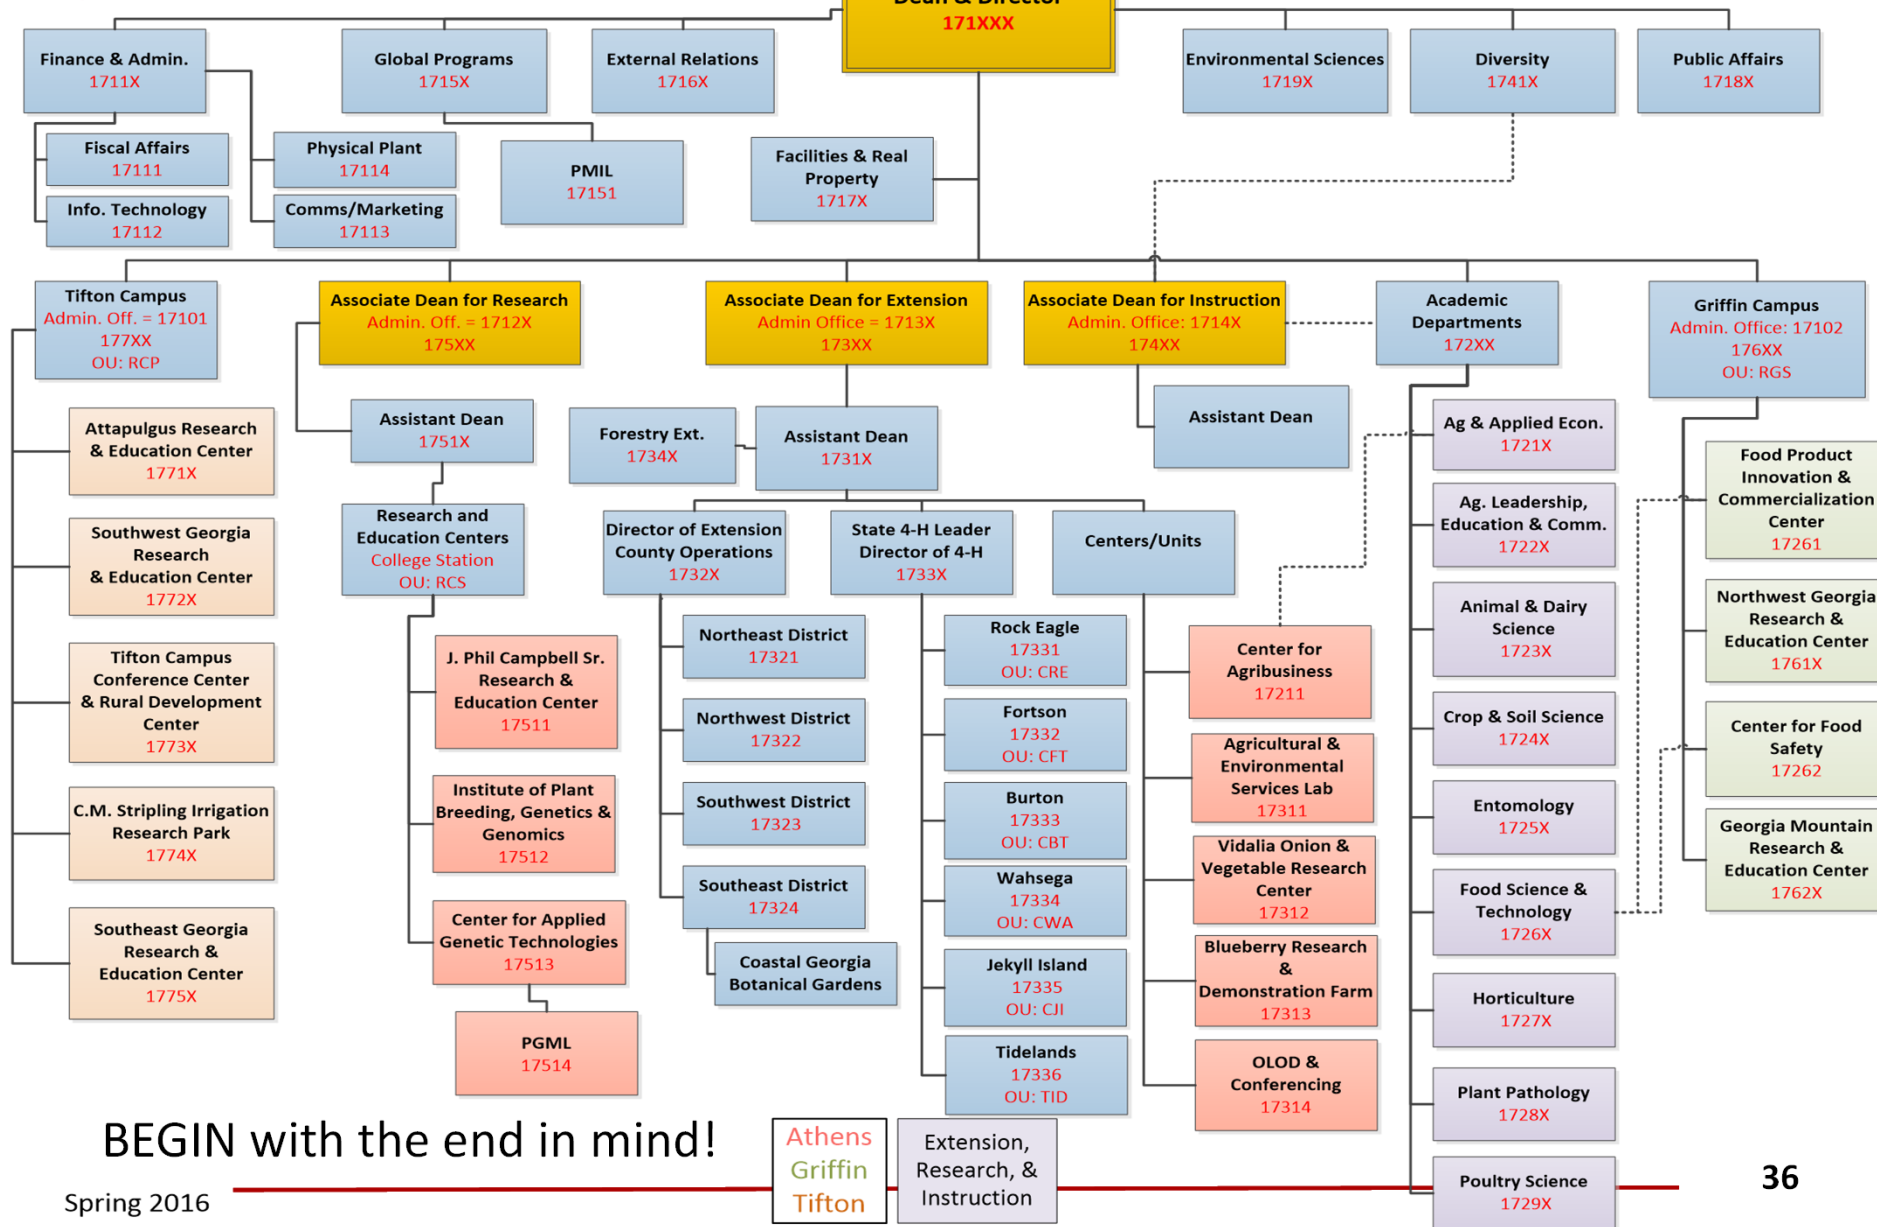 Dean & Director
171XXX
Finance & Admin.
1711X
Global Programs
1715X
External Relations
1716X
Environmental Sciences
1719X
Diversity
1741X
Public Affairs
1718X
Fiscal Affairs
17111
Physical Plant
17114
PMIL
17151
Facilities & Real
Property
1717X
Info. Technology
17112
Comms/Marketing
17113
Tifton Campus
Admin. Off. = 17101
177XX
OU: RCP
Associate Dean for Research
Admin. Off. = 1712X
175XX
Associate Dean for Extension
Admin Office = 1713X
173XX
Associate Dean for Instruction
Admin. Office: 1714X
174XX
Academic
Departments
172XX
Griffin Campus
Admin. Office: 17102
176XX
OU: RGS
Attapulgus Research
& Education Center
1771X
Southwest Georgia
Research
& Education Center
1772X
Tifton Campus
Conference Center
& Rural Development
Center
1773X
C.M. Stripling Irrigation
Research Park
1774X
Southeast Georgia
Research &
Education Center
1775X
Assistant Dean
1751X
Research and
Education Centers
College Station
OU: RCS
J. Phil Campbell Sr.
Research &
Education Center
17511
Institute of Plant
Breeding, Genetics &
Genomics
17512
Center for Applied
Genetic Technologies
17513
PGML
17514
Forestry Ext.
1734X
Assistant Dean
1731X
Director of Extension
County Operations
1732X
Northeast District
17321
Northwest District
17322
Southwest District
17323
Southeast District
17324
Coastal Georgia
Botanical Gardens
State 4-H Leader
Director of 4-H
1733X
Rock Eagle
17331
OU: CRE
Fortson
17332
OU: CFT
Burton
17333
OU: CBT
Wahsega
17334
OU: CWA
Jekyll Island
17335
OU: CJI
Tidelands
17336
OU: TID
Centers/Units
Center for
Agribusiness
17211
Agricultural &
Environmental
Services Lab
17311
Vidalia Onion &
Vegetable Research
Center
17312
Blueberry Research
&
Demonstration Farm
17313
OLOD &
Conferencing
17314
Assistant Dean
Ag & Applied Econ.
1721X
Ag. Leadership,
Education & Comm.
1722X
Animal & Dairy
Science
1723X
Crop & Soil Science
1724X
Entomology
1725X
Food Science &
Technology
1726X
Horticulture
1727X
Plant Pathology
1728X
Poultry Science
1729X
Food Product
Innovation &
Commercialization
Center
17261
Northwest Georgia
Research &
Education Center
1761X
Center for Food
Safety
17262
Georgia Mountain
Research &
Education Center
1762X
BEGIN with the end in mind!
Spring 2016
Athens
Griffin
Tifton
Extension,
Research, &
Instruction
36